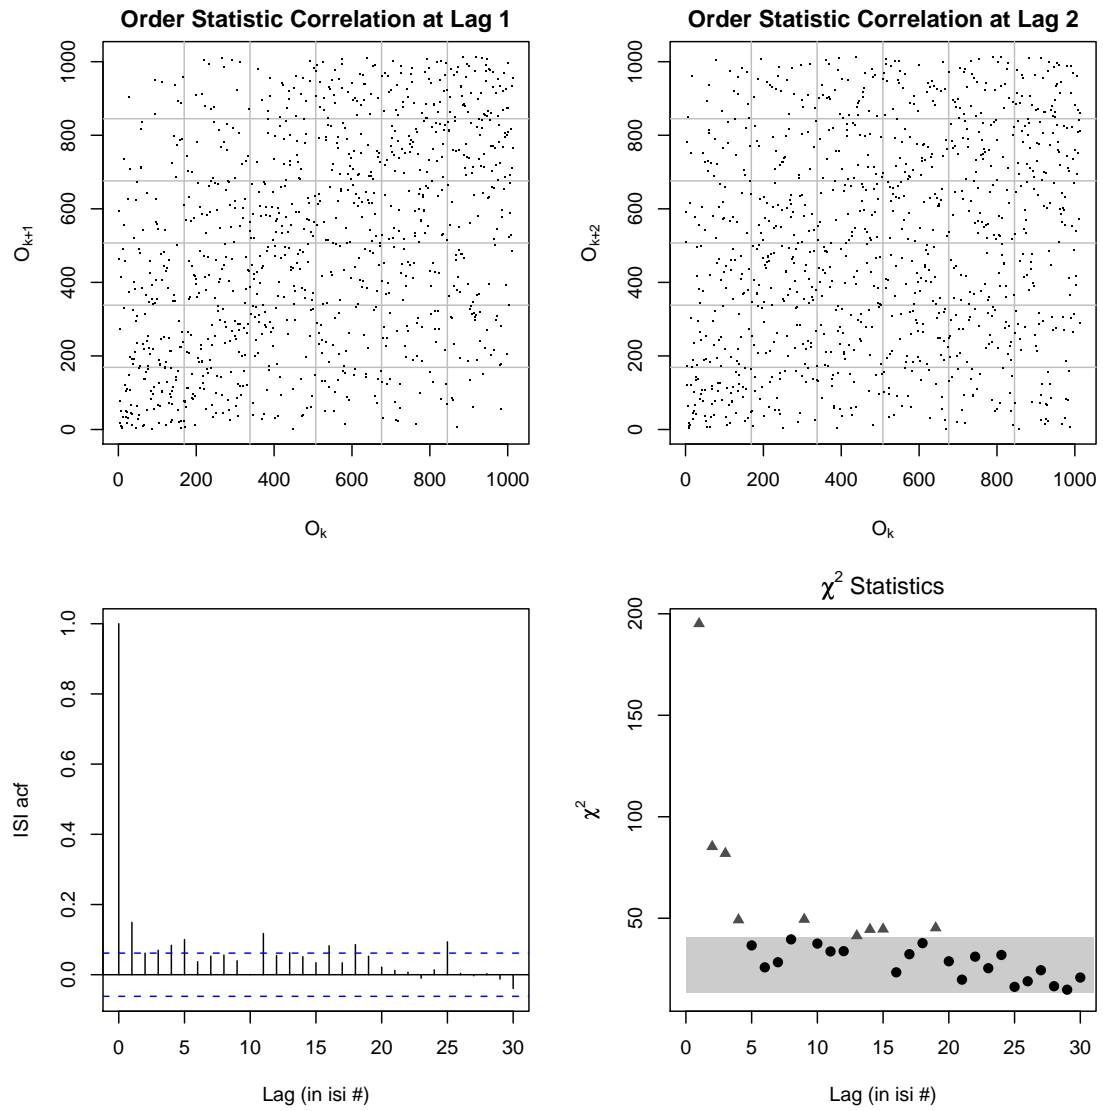 Order Statistic Correlation at Lag 1
1000
800
600
400
200
0
O_{k+1}
0 200 400 600 800 1000
O_k
Order Statistic Correlation at Lag 2
1000
800
600
400
200
0
O_{k+2}
0 200 400 600 800 1000
O_k
1.0
0.8
0.6
0.4
0.2
0.0
ISI acf
0 5 10 15 20 25 30
Lag (in isi #)
χ² Statistics
200
150
100
50
χ²
0 5 10 15 20 25 30
Lag (in isi #)